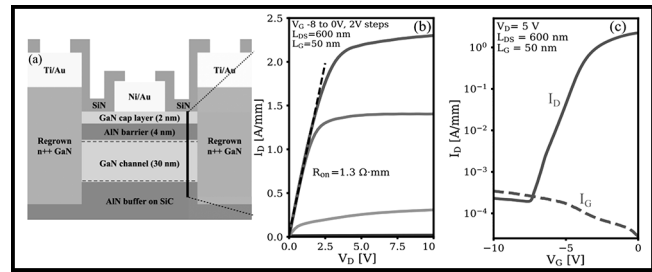 (a)
Ti/Au
Ti/Au
SiN
Ni/Au
SiN
GaN cap layer (2 nm)
AlN barrier (4 nm)
Regrown
n++ GaN
GaN channel (30 nm)
Regrown
n++ GaN
AlN buffer on SiC
(b)
V_G -8 to 0V, 2V steps
L_DS=600 nm
L_G=50 nm
R_on=1.3 Ω·mm
I_D [A/mm]
2.5
2.0
1.5
1.0
0.5
0.0
0.0 2.5 5.0 7.5 10
V_D [V]
(c)
V_D= 5 V
L_DS = 600 nm
L_G = 50 nm
I_D
I_G
I_D [A/mm]
10⁰
10⁻¹
10⁻²
10⁻³
10⁻⁴
−10 −5 0
V_G [V]